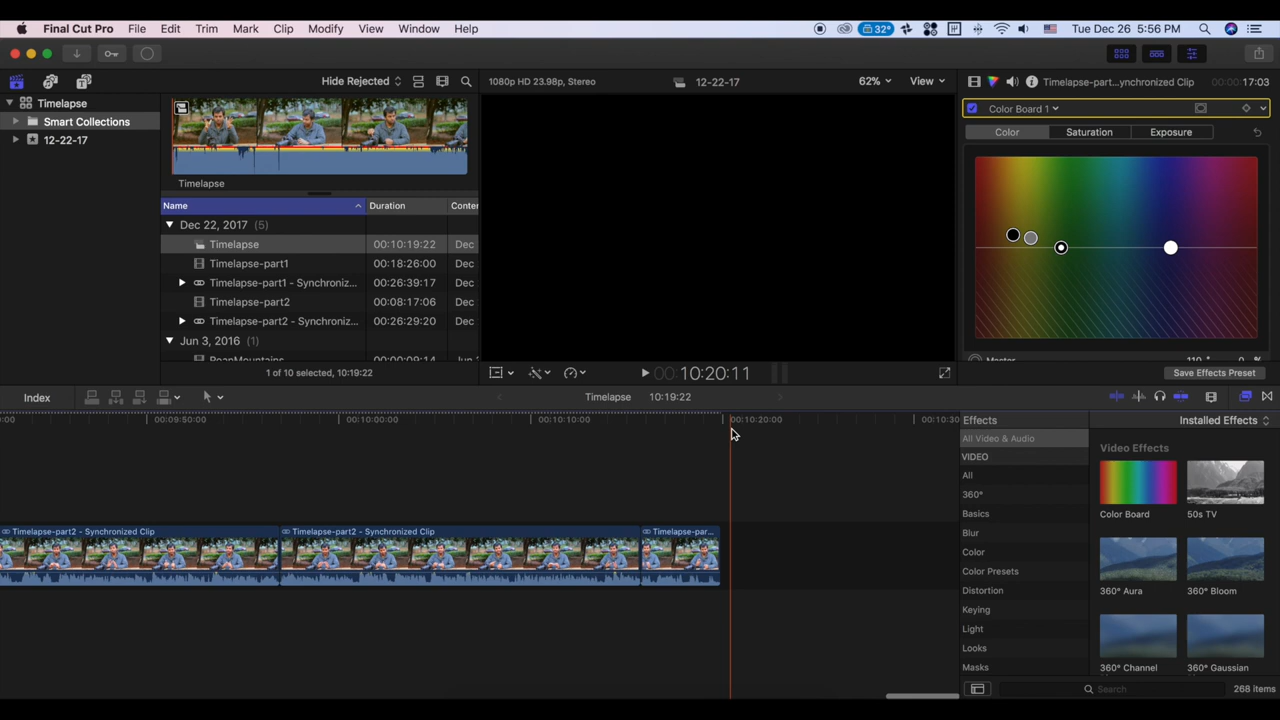 Final Cut Pro File Edit Trim Mark Clip Modify View Window Help 32° Tue Dec 26 5:56 PM
Hide Rejected 1080p HD 23.98p, Stereo 12-22-17 62% View Timelapse-part...ynchronized Clip 00:00:17:03
Timelapse
Smart Collections
12-22-17
Timelapse
Name Duration Conten
Dec 22, 2017 (5)
Timelapse 00:10:19:22 Dec
Timelapse-part1 00:18:26:00 Dec
Timelapse-part1 - Synchroniz... 00:26:39:17 Dec
Timelapse-part2 00:08:17:06 Dec
Timelapse-part2 - Synchroniz... 00:26:29:20 Dec
Jun 3, 2016 (1)
RoanMountains 00:00:09:14 Jun
1 of 10 selected, 10:19:22
00:10:20:11
Color Board 1
Color Saturation Exposure
Master 110 ° 0 %
Save Effects Preset
Index Timelapse 10:19:22
00:09:50:00 00:10:00:00 00:10:10:00 00:10:20:00 00:10:30
Timelapse-part2 - Synchronized Clip Timelapse-part2 - Synchronized Clip Timelapse-par...
Effects Installed Effects
All Video & Audio
VIDEO
All
360°
Basics
Blur
Color
Color Presets
Distortion
Keying
Light
Looks
Masks
Video Effects
Color Board 50s TV
360° Aura 360° Bloom
360° Channel 360° Gaussian
Search 268 items